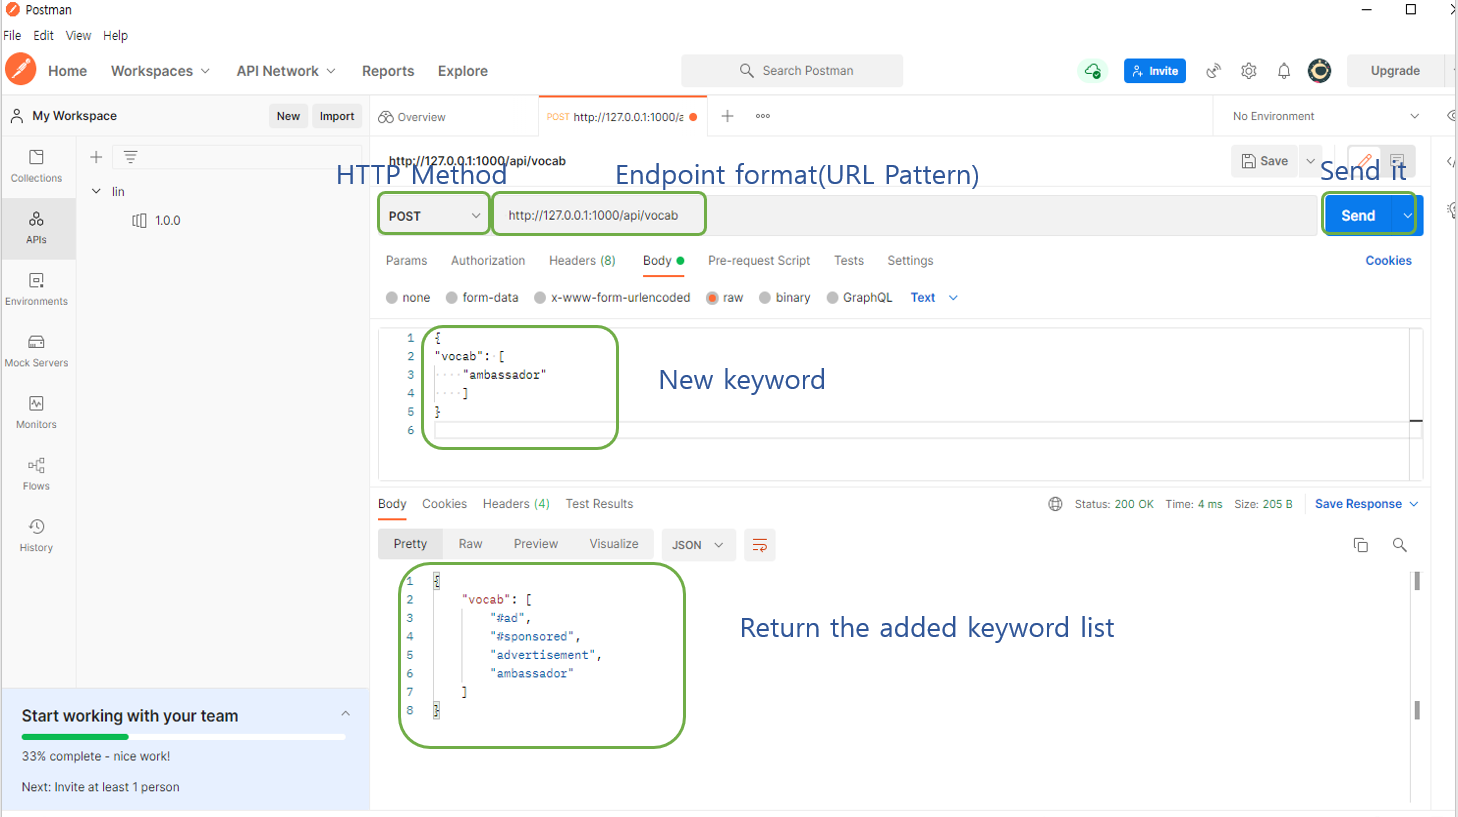 Postman
File Edit View Help
Home Workspaces API Network Reports Explore Search Postman Invite Upgrade
My Workspace New Import Overview POST http://127.0.0.1:1000/a No Environment
http://127.0.0.1:1000/api/vocab Save
HTTP Method Endpoint format(URL Pattern) Send it
POST http://127.0.0.1:1000/api/vocab Send
Params Authorization Headers (8) Body Pre-request Script Tests Settings Cookies
none form-data x-www-form-urlencoded raw binary GraphQL Text
Collections
APIs
Environments
Mock Servers
Monitors
Flows
History
lin
1.0.0
1 {
2 "vocab": [
3 "ambassador"
4 ]
5 }
6
New keyword
Body Cookies Headers (4) Test Results Status: 200 OK Time: 4 ms Size: 205 B Save Response
Pretty Raw Preview Visualize JSON
1 {
2 "vocab": [
3 "#ad",
4 "#sponsored",
5 "advertisement",
6 "ambassador"
7 ]
8 }
Return the added keyword list
Start working with your team
33% complete - nice work!
Next: Invite at least 1 person